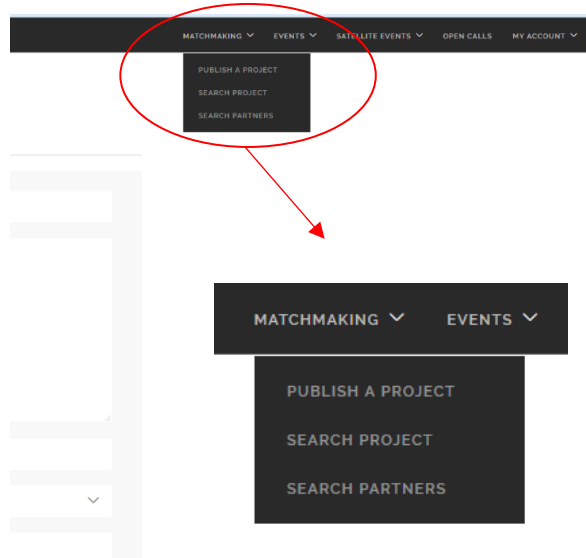 MATCHMAKING EVENTS SATELLITE EVENTS OPEN CALLS MY ACCOUNT
PUBLISH A PROJECT
SEARCH PROJECT
SEARCH PARTNERS
MATCHMAKING EVENTS
PUBLISH A PROJECT
SEARCH PROJECT
SEARCH PARTNERS